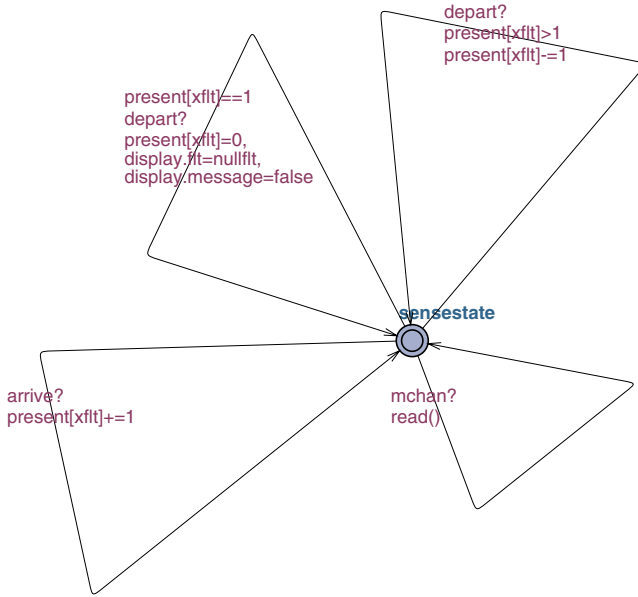 depart?
present[xflt]>1
present[xflt]-=1
present[xflt]==1
depart?
present[xflt]=0,
display.flt=nullflt,
display.message=false
sensestate
arrive?
present[xflt]+=1
mchan?
read()